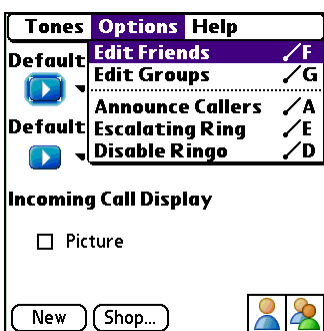 Tones Options Help
Default
Edit Friends /F
Edit Groups /G
Announce Callers /A
Default
Escalating Ring /E
Disable Ringo /D
Incoming Call Display
Picture
New Shop...